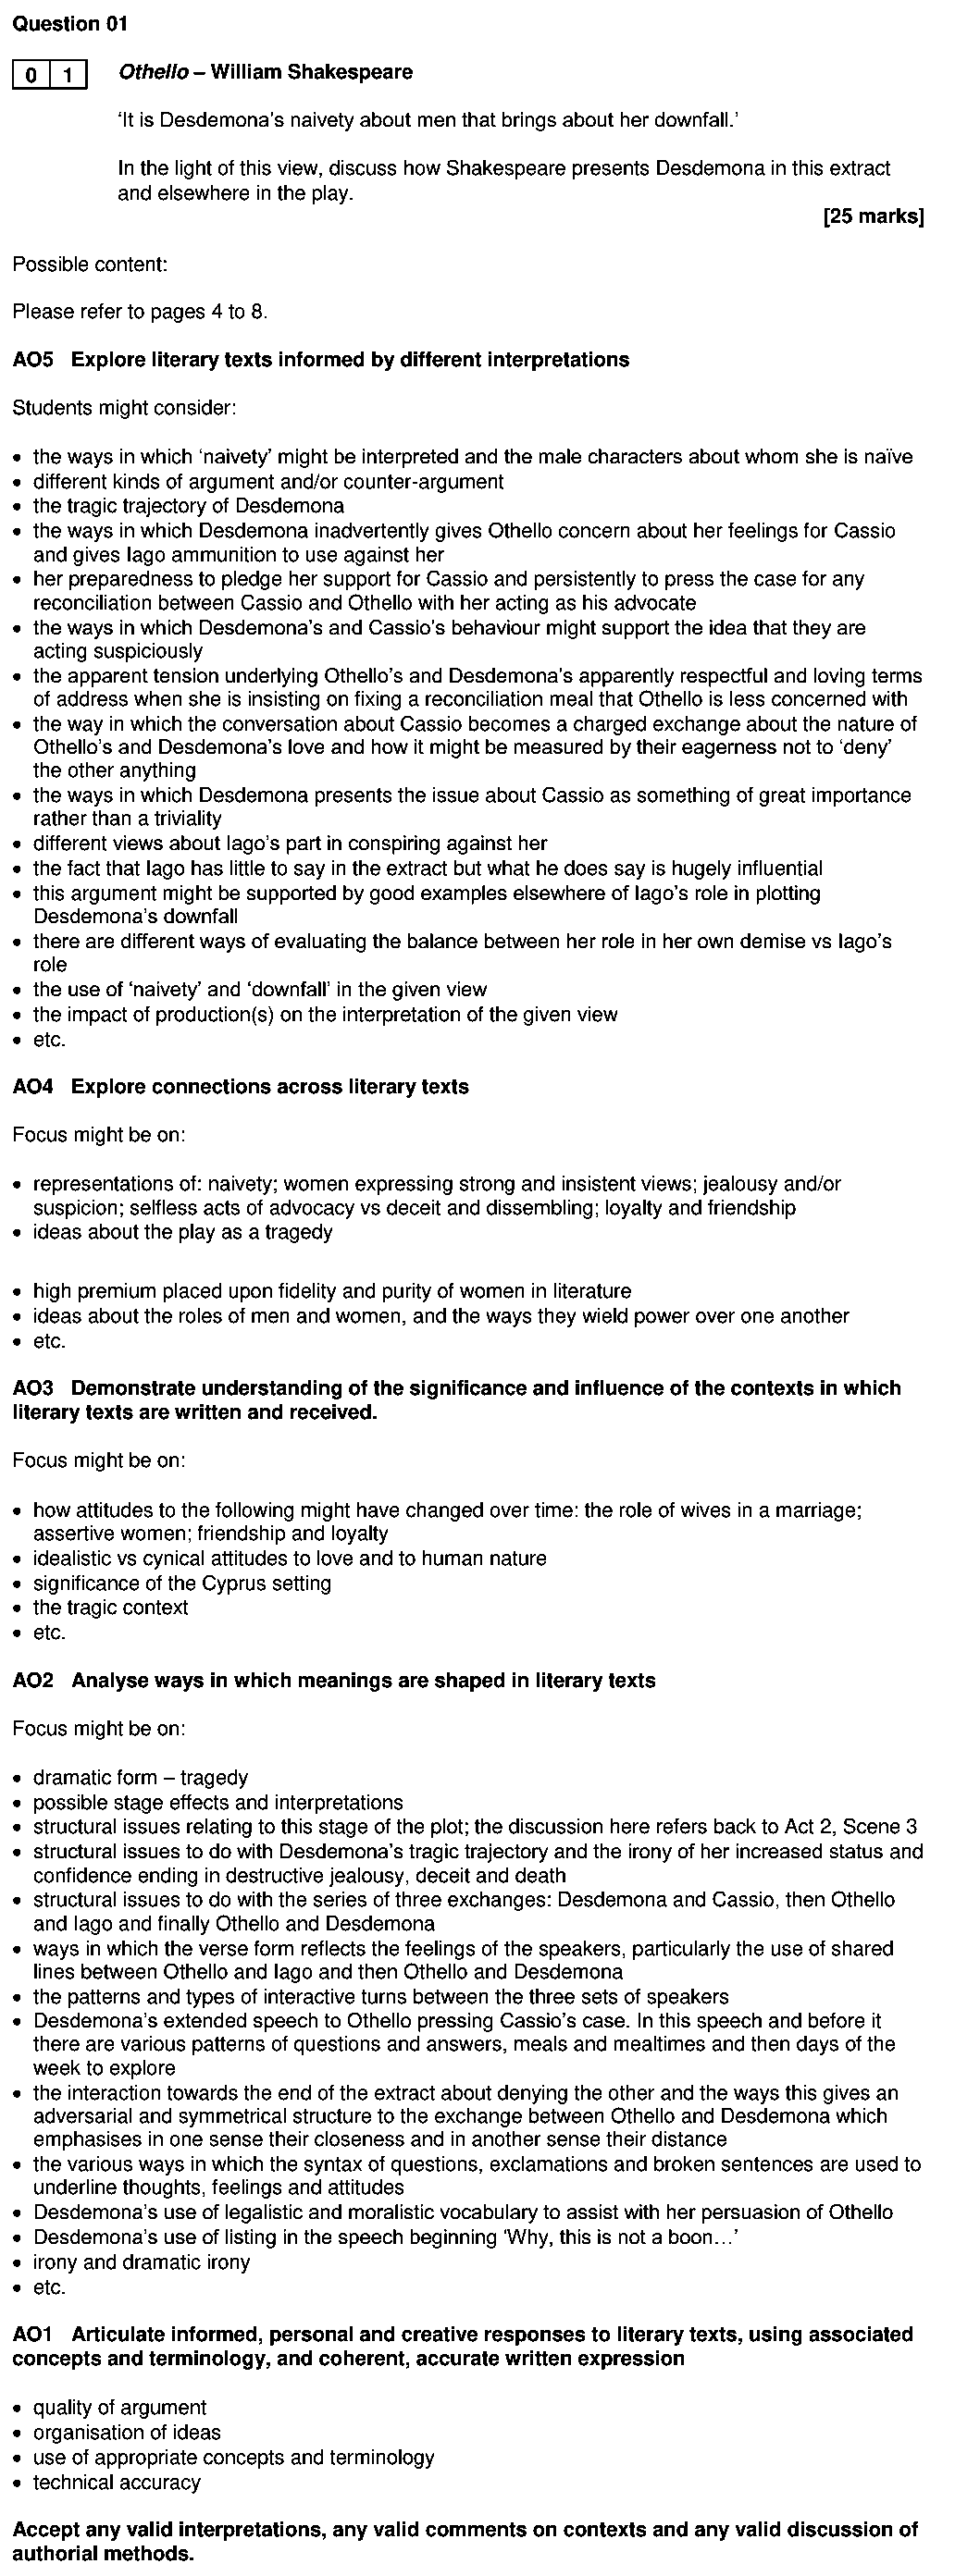 Question 01
0 1 Othello – William Shakespeare
‘It is Desdemona’s naivety about men that brings about her downfall.’
In the light of this view, discuss how Shakespeare presents Desdemona in this extract
and elsewhere in the play.
[25 marks]
Possible content:
Please refer to pages 4 to 8.
AO5 Explore literary texts informed by different interpretations
Students might consider:
• the ways in which ‘naivety’ might be interpreted and the male characters about whom she is naïve
• different kinds of argument and/or counter-argument
• the tragic trajectory of Desdemona
• the ways in which Desdemona inadvertently gives Othello concern about her feelings for Cassio
and gives Iago ammunition to use against her
• her preparedness to pledge her support for Cassio and persistently to press the case for any
reconciliation between Cassio and Othello with her acting as his advocate
• the ways in which Desdemona’s and Cassio’s behaviour might support the idea that they are
acting suspiciously
• the apparent tension underlying Othello’s and Desdemona’s apparently respectful and loving terms
of address when she is insisting on fixing a reconciliation meal that Othello is less concerned with
• the way in which the conversation about Cassio becomes a charged exchange about the nature of
Othello’s and Desdemona’s love and how it might be measured by their eagerness not to ‘deny’
the other anything
• the ways in which Desdemona presents the issue about Cassio as something of great importance
rather than a triviality
• different views about Iago’s part in conspiring against her
• the fact that Iago has little to say in the extract but what he does say is hugely influential
• this argument might be supported by good examples elsewhere of Iago’s role in plotting
Desdemona’s downfall
• there are different ways of evaluating the balance between her role in her own demise vs Iago’s
role
• the use of ‘naivety’ and ‘downfall’ in the given view
• the impact of production(s) on the interpretation of the given view
• etc.
AO4 Explore connections across literary texts
Focus might be on:
• representations of: naivety; women expressing strong and insistent views; jealousy and/or
suspicion; selfless acts of advocacy vs deceit and dissembling; loyalty and friendship
• ideas about the play as a tragedy
• high premium placed upon fidelity and purity of women in literature
• ideas about the roles of men and women, and the ways they wield power over one another
• etc.
AO3 Demonstrate understanding of the significance and influence of the contexts in which
literary texts are written and received.
Focus might be on:
• how attitudes to the following might have changed over time: the role of wives in a marriage;
assertive women; friendship and loyalty
• idealistic vs cynical attitudes to love and to human nature
• significance of the Cyprus setting
• the tragic context
• etc.
AO2 Analyse ways in which meanings are shaped in literary texts
Focus might be on:
• dramatic form – tragedy
• possible stage effects and interpretations
• structural issues relating to this stage of the plot; the discussion here refers back to Act 2, Scene 3
• structural issues to do with Desdemona’s tragic trajectory and the irony of her increased status and
confidence ending in destructive jealousy, deceit and death
• structural issues to do with the series of three exchanges: Desdemona and Cassio, then Othello
and Iago and finally Othello and Desdemona
• ways in which the verse form reflects the feelings of the speakers, particularly the use of shared
lines between Othello and Iago and then Othello and Desdemona
• the patterns and types of interactive turns between the three sets of speakers
• Desdemona’s extended speech to Othello pressing Cassio’s case. In this speech and before it
there are various patterns of questions and answers, meals and mealtimes and then days of the
week to explore
• the interaction towards the end of the extract about denying the other and the ways this gives an
adversarial and symmetrical structure to the exchange between Othello and Desdemona which
emphasises in one sense their closeness and in another sense their distance
• the various ways in which the syntax of questions, exclamations and broken sentences are used to
underline thoughts, feelings and attitudes
• Desdemona’s use of legalistic and moralistic vocabulary to assist with her persuasion of Othello
• Desdemona’s use of listing in the speech beginning ‘Why, this is not a boon…’
• irony and dramatic irony
• etc.
AO1 Articulate informed, personal and creative responses to literary texts, using associated
concepts and terminology, and coherent, accurate written expression
• quality of argument
• organisation of ideas
• use of appropriate concepts and terminology
• technical accuracy
Accept any valid interpretations, any valid comments on contexts and any valid discussion of
authorial methods.